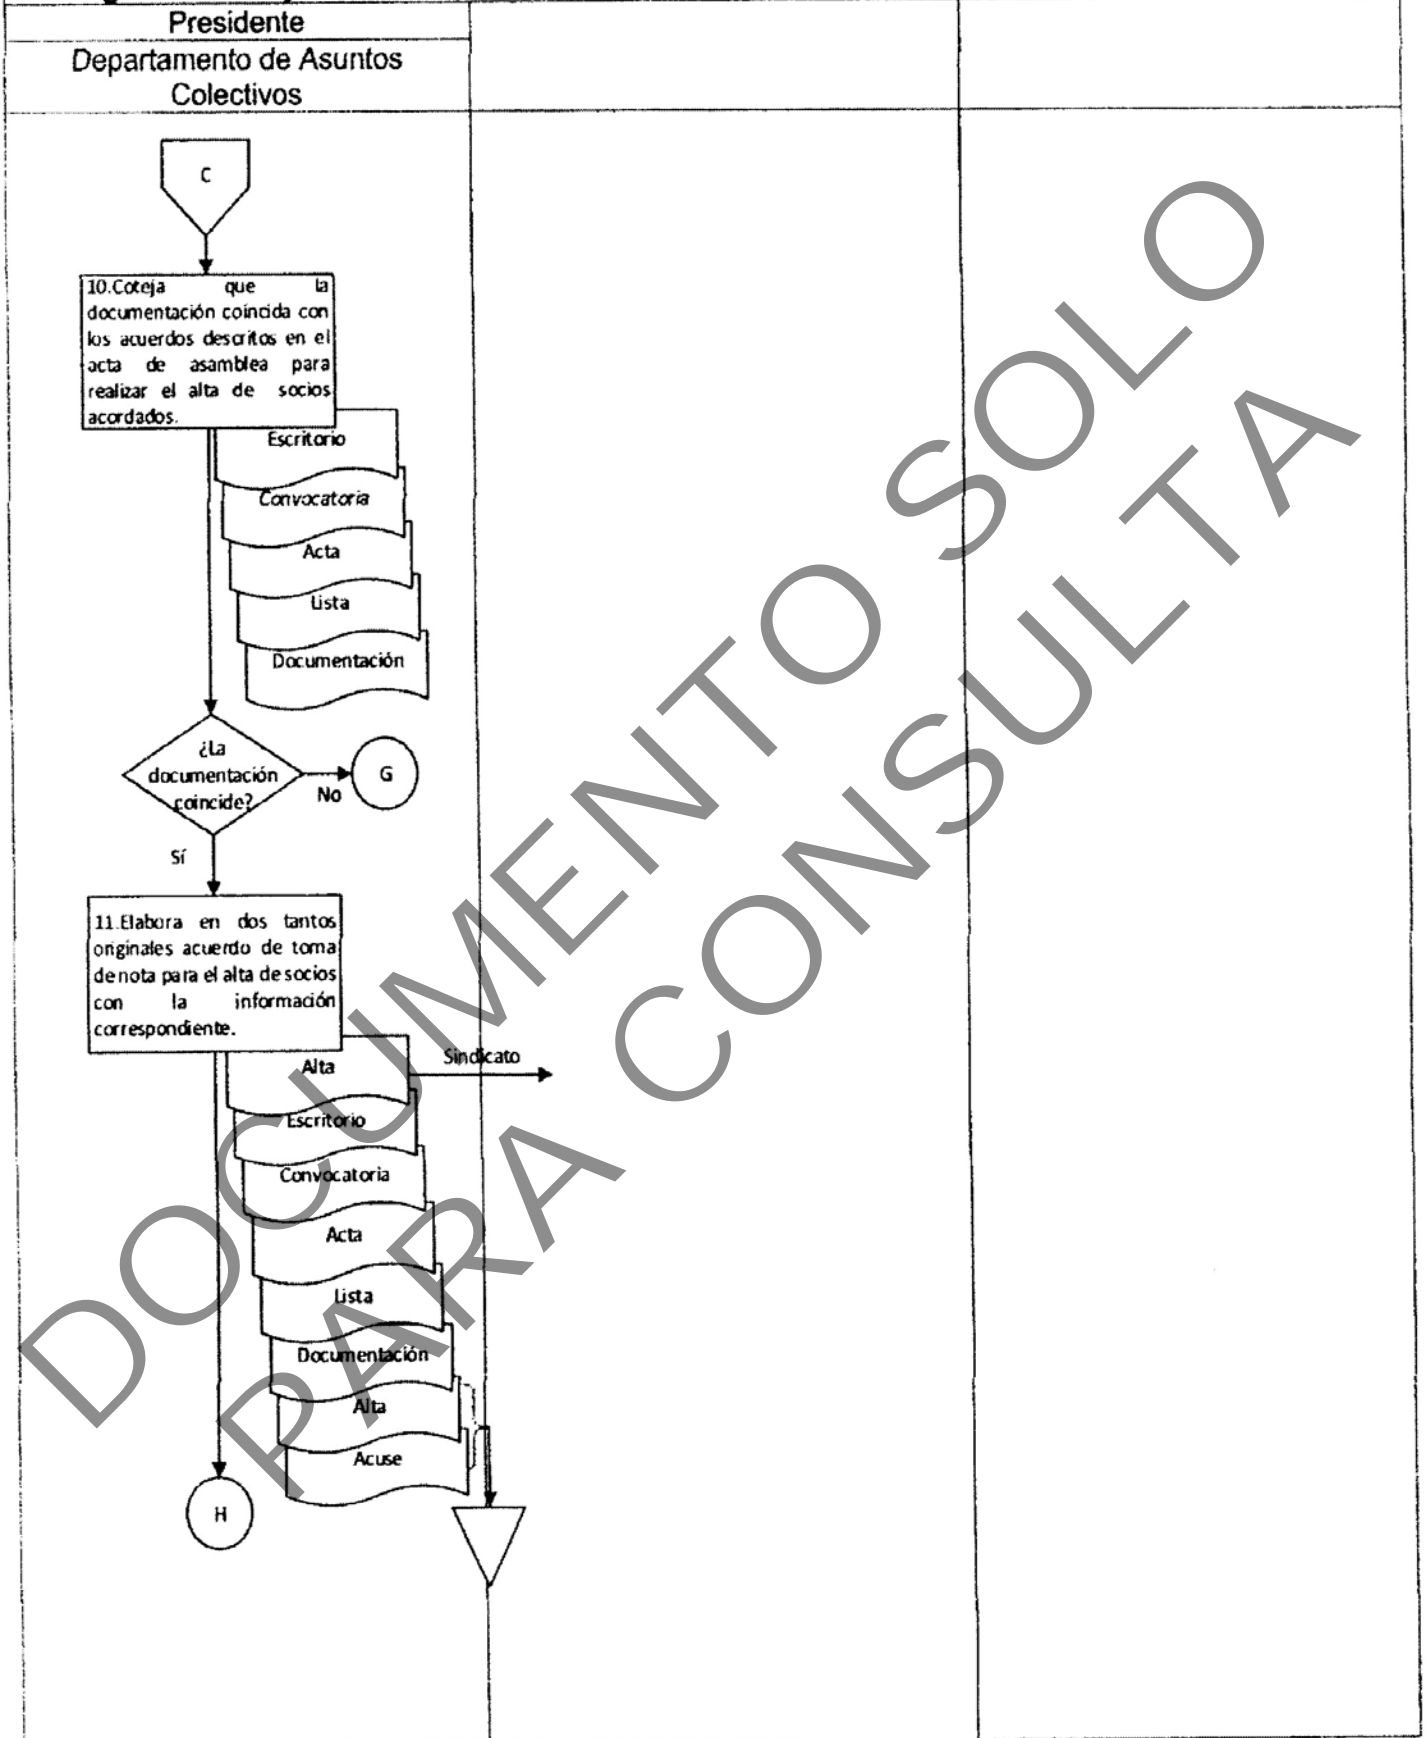 Presidente
Departamento de Asuntos
Colectivos
C
10.Coteja que la
documentación coincida con
los acuerdos descritos en el
acta de asamblea para
realizar el alta de socios
acordados.
Escritorio
Convocatoria
Acta
Lista
Documentación
¿La
documentación
coincide?
No
G
Sí
11.Elabora en dos tantos
originales acuerdo de toma
de nota para el alta de socios
con la información
correspondiente.
Alta
Sindicato
Escritorio
Convocatoria
Acta
Lista
Documentación
Alta
Acuse
H
DOCUMENTO SOLO
PARA CONSULTA